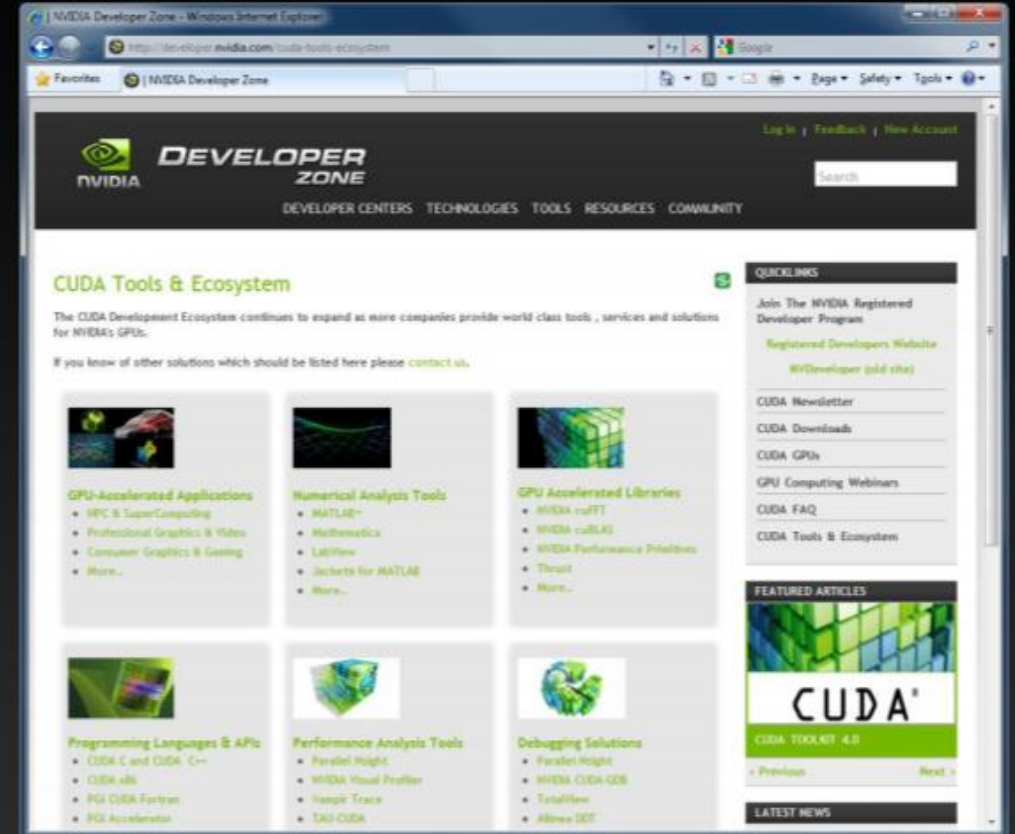 | NVIDIA Developer Zone - Windows Internet Explorer
http://developer.nvidia.com/cuda-tools-ecosystem
Google
Favorites
| NVIDIA Developer Zone
Page
Safety
Tools
Log In | Feedback | New Account
NVIDIA
DEVELOPER
ZONE
Search
DEVELOPER CENTERS TECHNOLOGIES TOOLS RESOURCES COMMUNITY
CUDA Tools & Ecosystem
The CUDA Development Ecosystem continues to expand as more companies provide world class tools , services and solutions
for NVIDIA's GPUs.
If you know of other solutions which should be listed here please contact us.
GPU-Accelerated Applications
• HPC & SuperComputing
• Professional Graphics & Video
• Consumer Graphics & Gaming
• More..
Numerical Analysis Tools
• MATLAB
• Mathematica
• LabView
• Jackets for MATLAB
• More..
GPU Accelerated Libraries
• NVIDIA cuFFT
• NVIDIA cuBLAS
• NVIDIA Performance Primitives
• Thrust
• More..
Programming Languages & APIs
• CUDA C and CUDA C++
• CUDA x86
• PGI CUDA Fortran
• PGI Accelerator
Performance Analysis Tools
• Parallel Nsight
• NVIDIA Visual Profiler
• Vampir Trace
• TAU-CUDA
Debugging Solutions
• Parallel Nsight
• NVIDIA CUDA-GDB
• TotalView
• Allinea DDT
QUICKLINKS
Join The NVIDIA Registered
Developer Program
Registered Developers Website
NVDeveloper (old site)
CUDA Newsletter
CUDA Downloads
CUDA GPUs
GPU Computing Webinars
CUDA FAQ
CUDA Tools & Ecosystem
FEATURED ARTICLES
CUDA®
CUDA TOOLKIT 4.0
‹ Previous
Next ›
LATEST NEWS